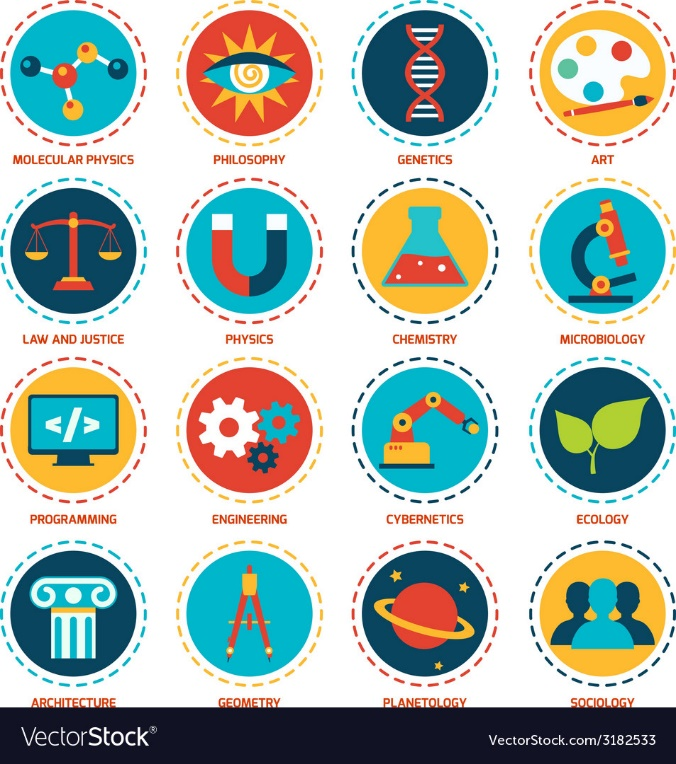 MOLECULAR PHYSICS
PHILOSOPHY
GENETICS
ART
LAW AND JUSTICE
PHYSICS
CHEMISTRY
MICROBIOLOGY
</>
PROGRAMMING
ENGINEERING
CYBERNETICS
ECOLOGY
ARCHITECTURE
GEOMETRY
PLANETOLOGY
SOCIOLOGY
VectorStock®
VectorStock.com/3182533